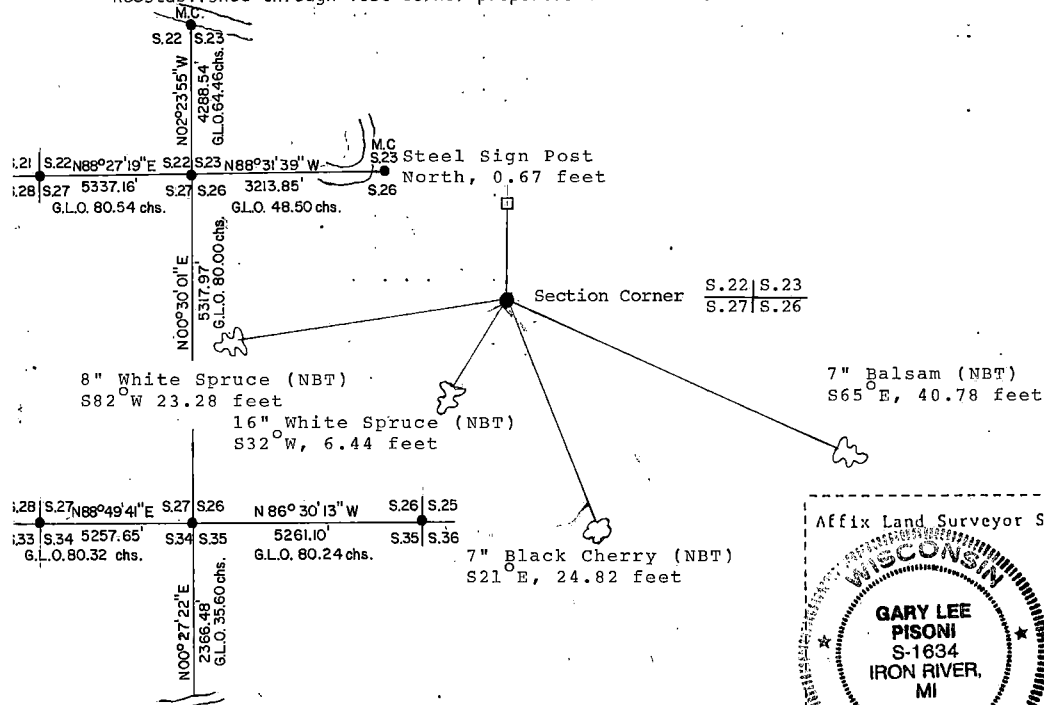 M.C.
S.22 S.23
N02°23'55"W
4288.54'
G.L.O. 64.46 chs.
M.C
S.23
S.26
S.21 S.22 N88°27'19"E S.22 S.23 N88°31'39"W
S.28 S.27 5337.16' S.27 S.26 3213.85'
G.L.O. 80.54 chs. G.L.O. 48.50 chs.
Steel Sign Post
North, 0.67 feet
N00°30'01"E
5317.97'
G.L.O. 80.00 chs.
Section Corner
S.22 S.23
S.27 S.26
8" White Spruce (NBT)
S82°W 23.28 feet
16" White Spruce (NBT)
S32°W, 6.44 feet
7" Balsam (NBT)
S65°E, 40.78 feet
7" Black Cherry (NBT)
S21°E, 24.82 feet
.28 S.27 N88°49'41"E S.27 S.26 N 86°30'13"W S.26 S.25
.33 S.34 5257.65' S.34 S.35 5261.10' S.35 S.36
G.L.O. 80.32 chs. G.L.O. 80.24 chs.
N00°27'22"E
2366.48'
G.L.O. 35.60 chs.
Affix Land Surveyor S
WISCONSIN
GARY LEE
PISONI
S-1634
IRON RIVER,
MI